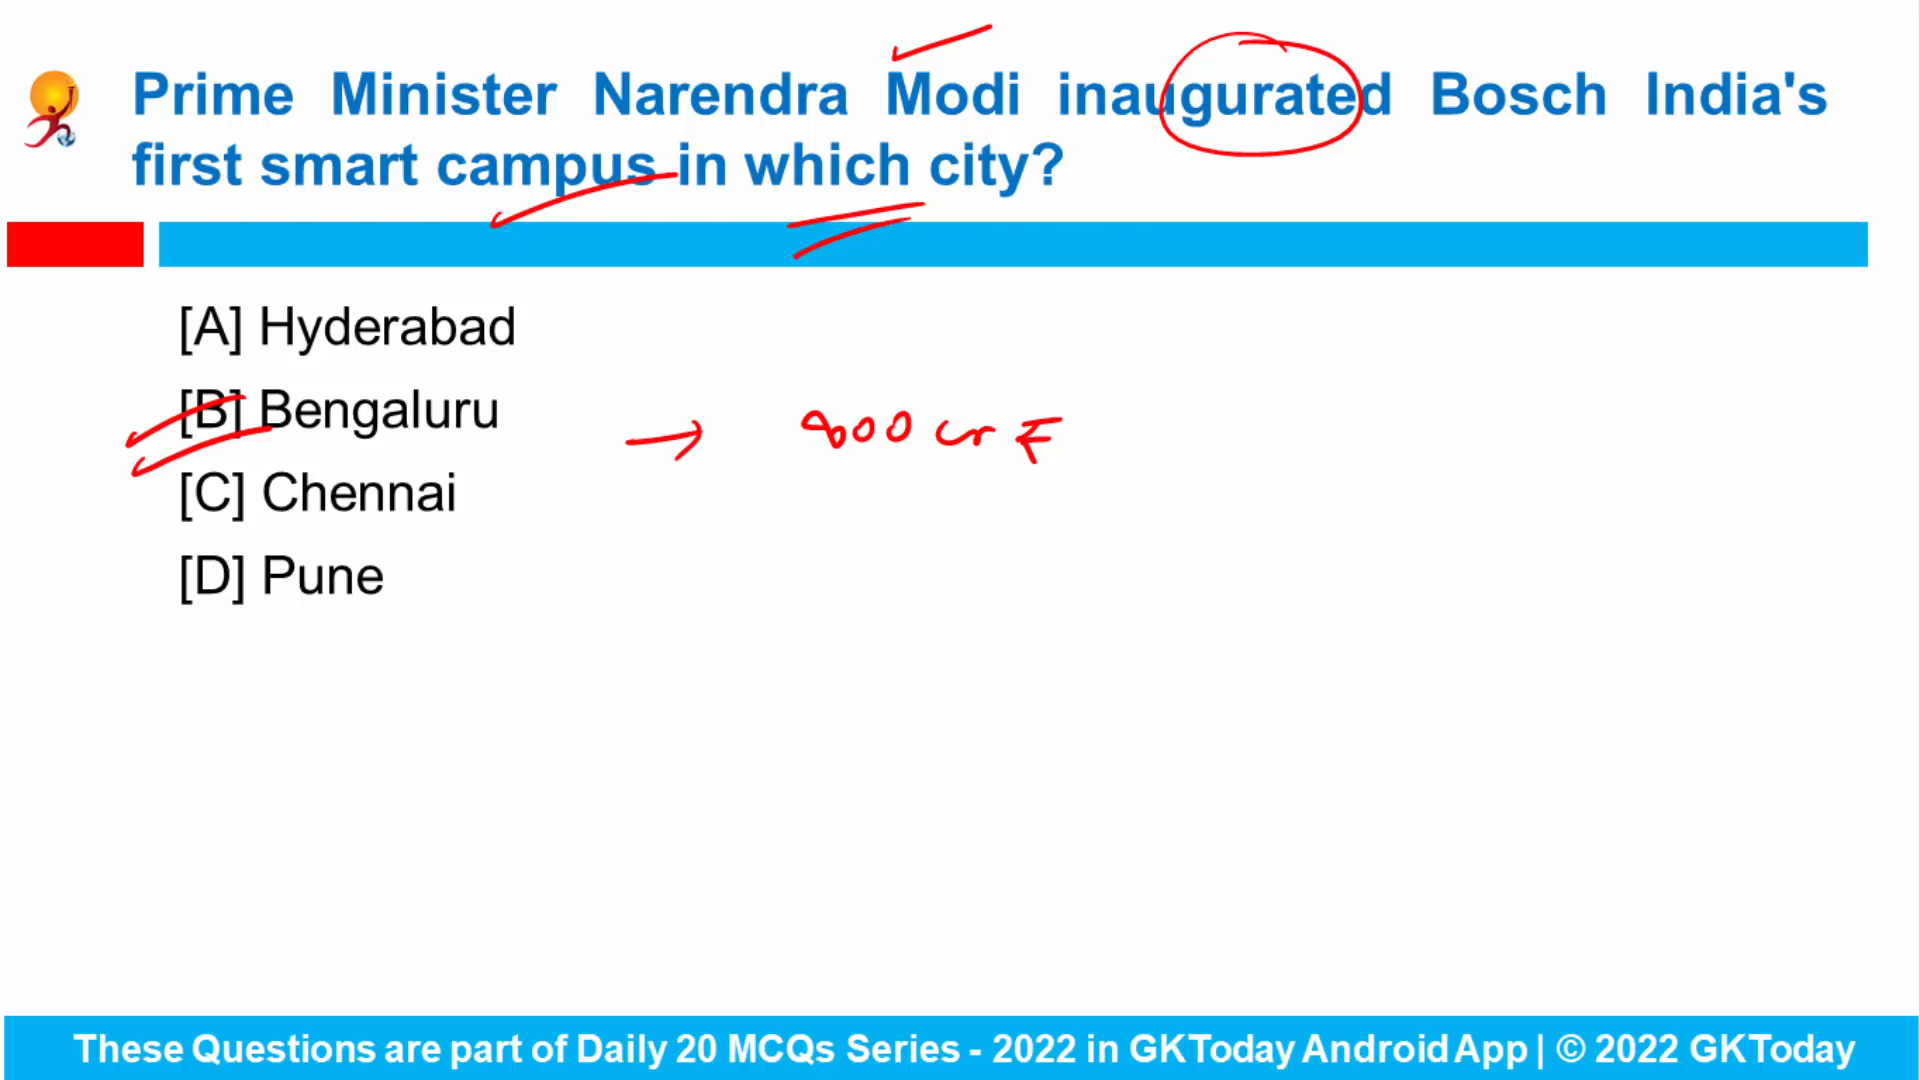 Prime Minister Narendra Modi inaugurated Bosch India's
first smart campus in which city?
[A] Hyderabad
[B] Bengaluru
800 cr ₹
[C] Chennai
[D] Pune
These Questions are part of Daily 20 MCQs Series - 2022 in GKToday Android App | © 2022 GKToday